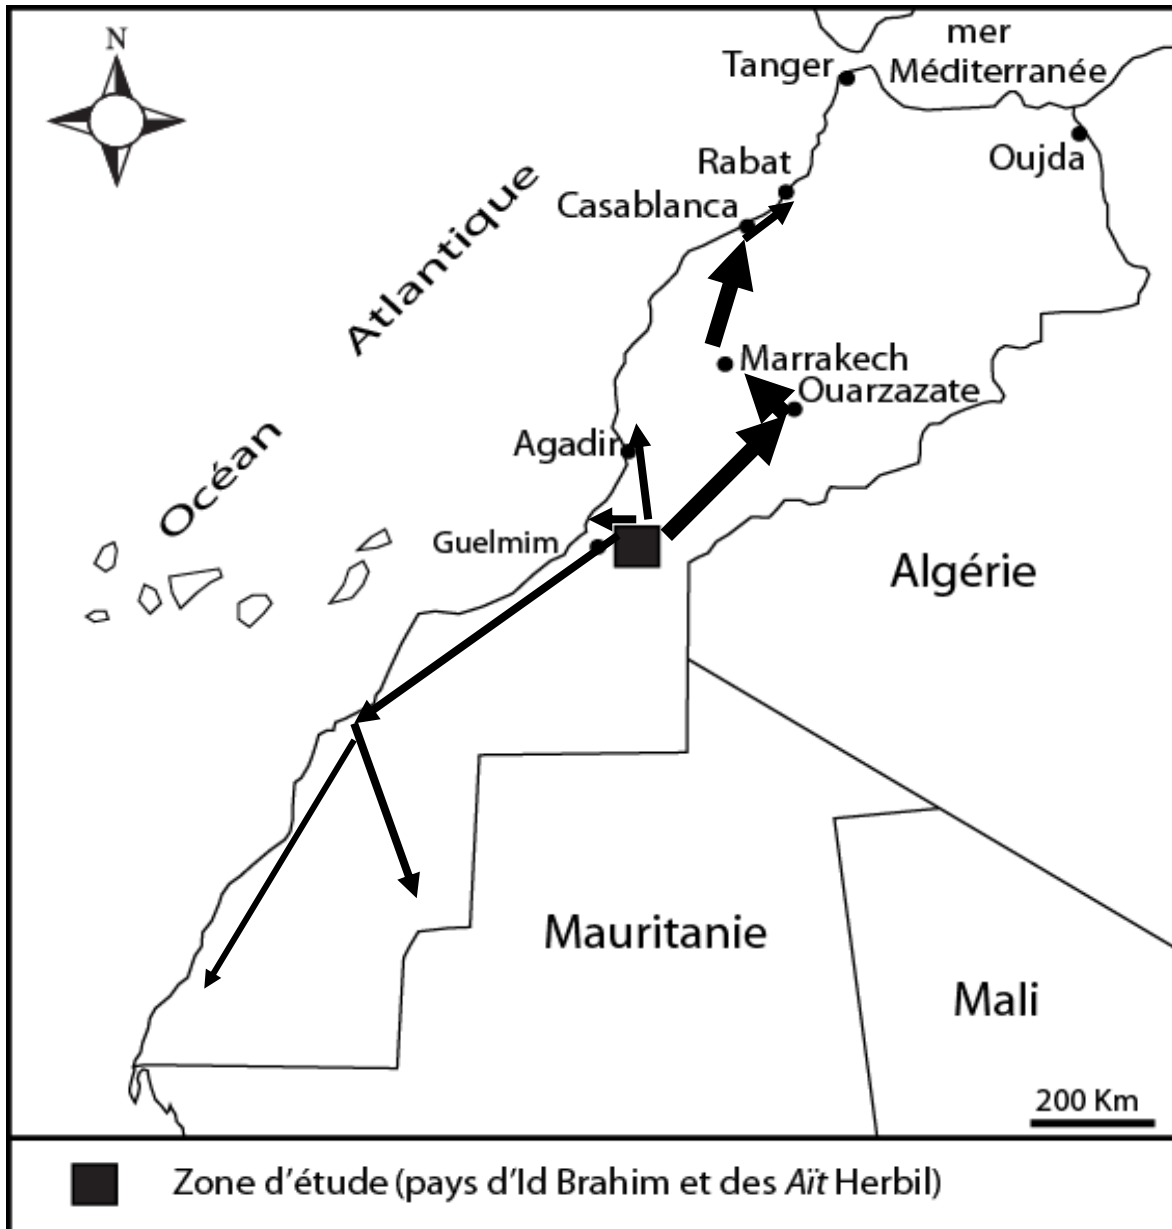 N
mer
Méditerranée
Tanger
Oujda
Rabat
Casablanca
Océan Atlantique
Marrakech
Ouarzazate
Agadir
Guelmim
Algérie
Mauritanie
Mali
200 Km
Zone d'étude (pays d'Id Brahim et des Aït Herbil)